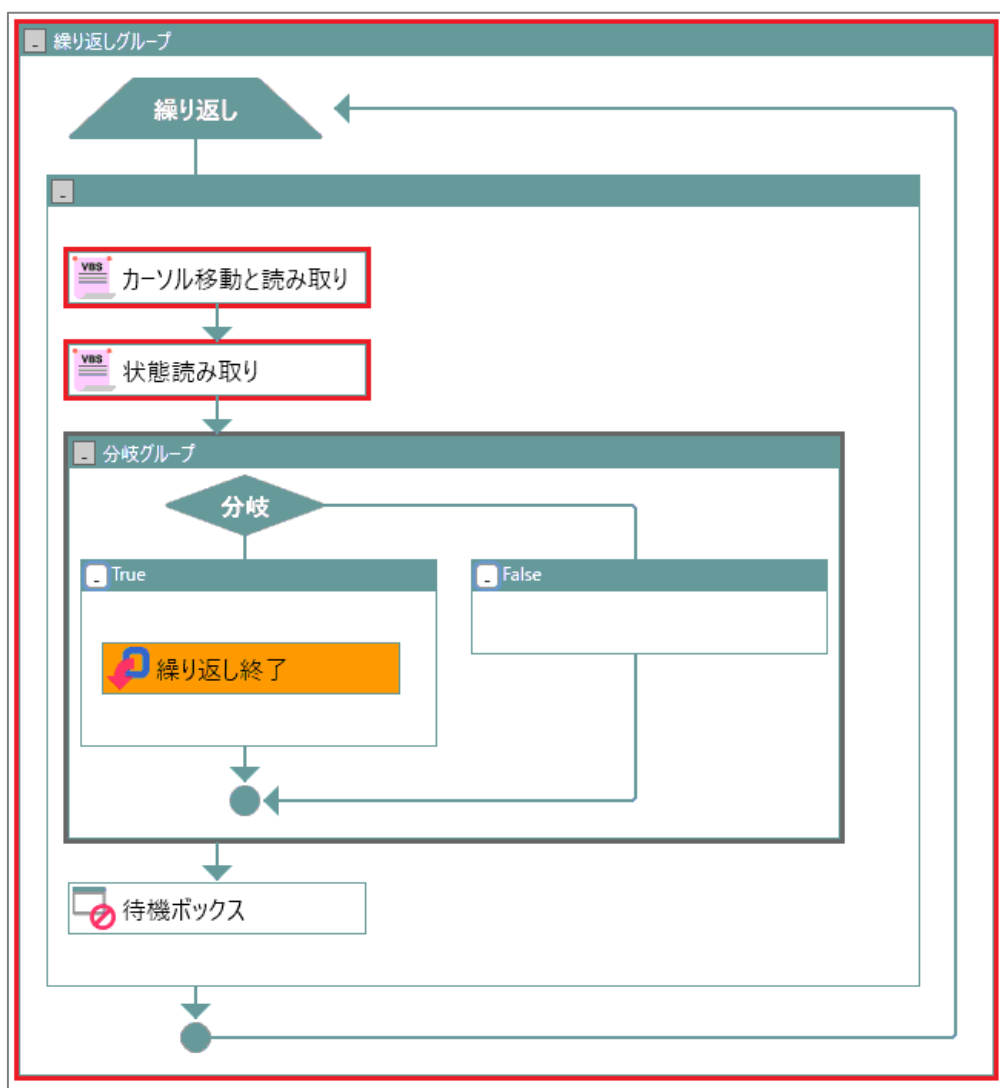 繰り返しグループ
繰り返し
VBS
カーソル移動と読み取り
VBS
状態読み取り
分岐グループ
分岐
True
False
繰り返し終了
待機ボックス